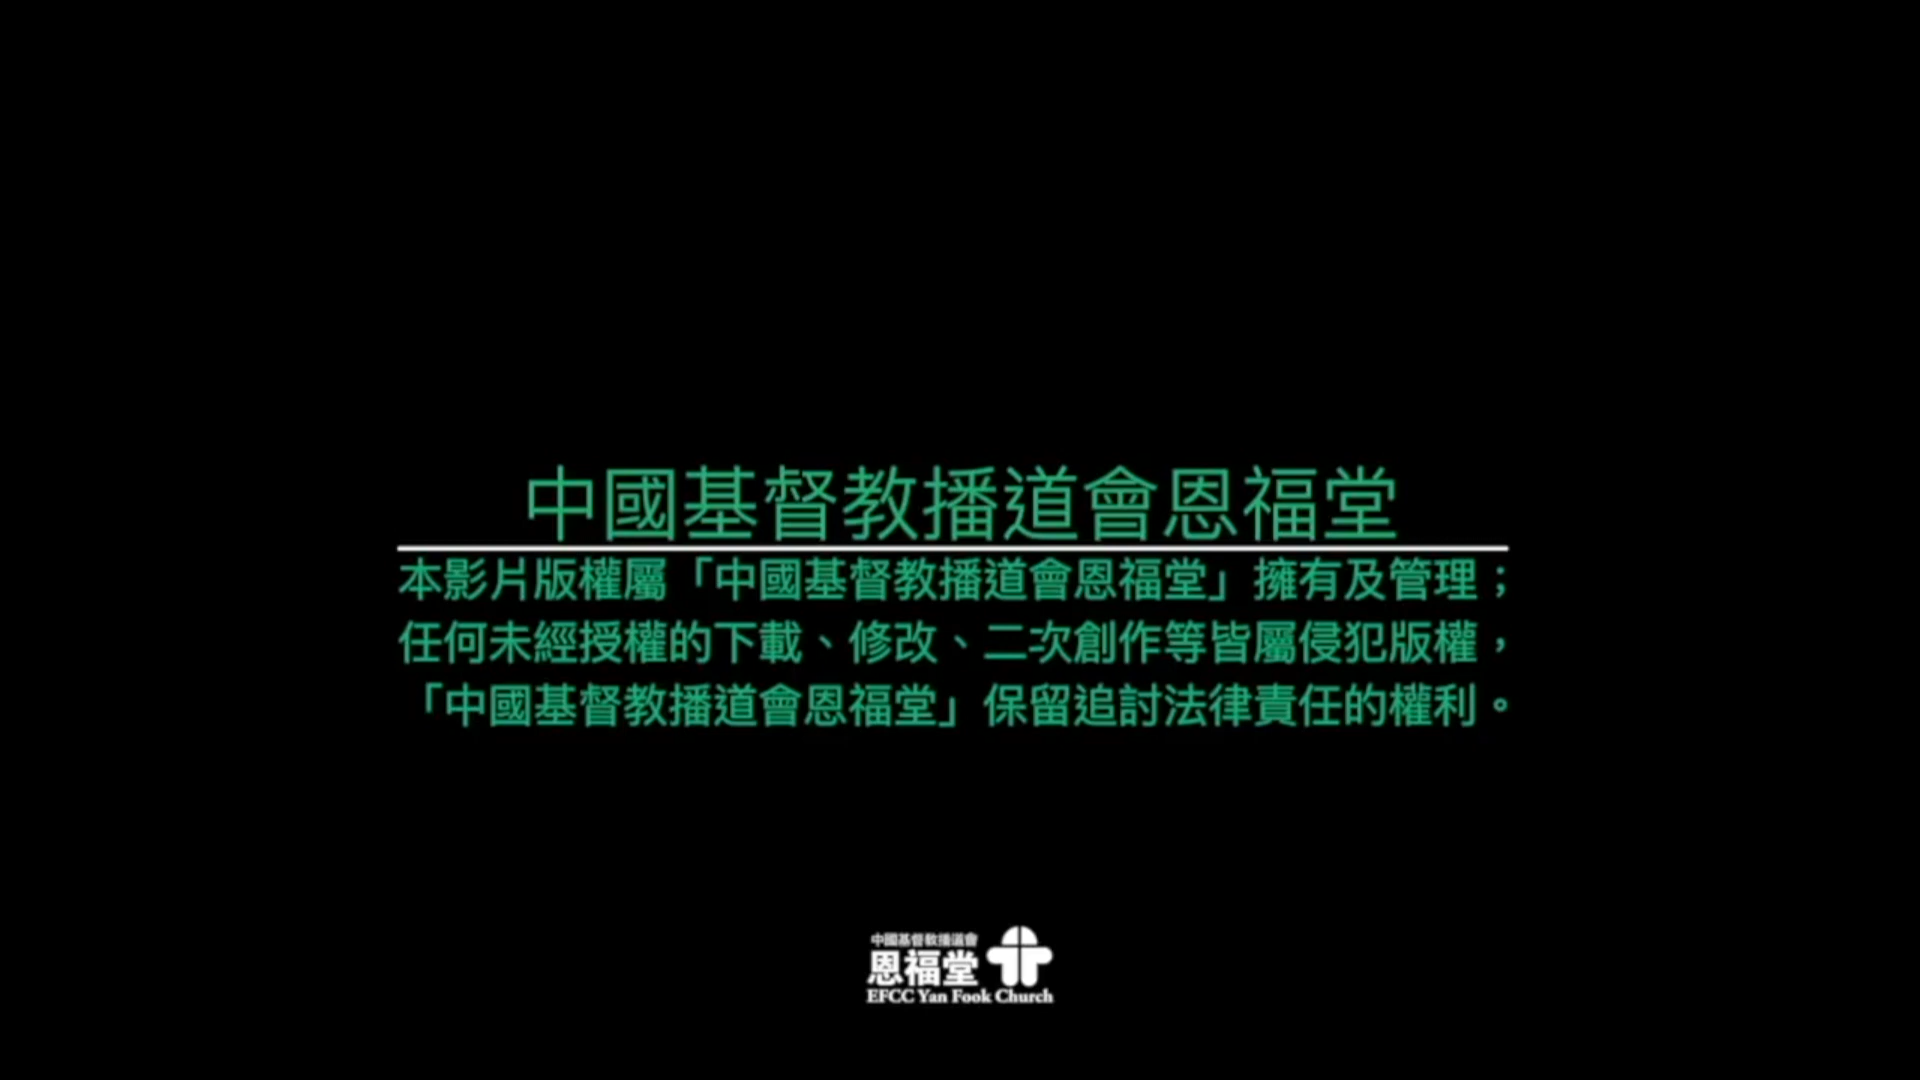 中國基督教播道會恩福堂
本影片版權屬「中國基督教播道會恩福堂」擁有及管理；
任何未經授權的下載、修改、二次創作等皆屬侵犯版權，
「中國基督教播道會恩福堂」保留追討法律責任的權利。
中國基督教播道會
恩福堂
EFCC Yan Fook Church